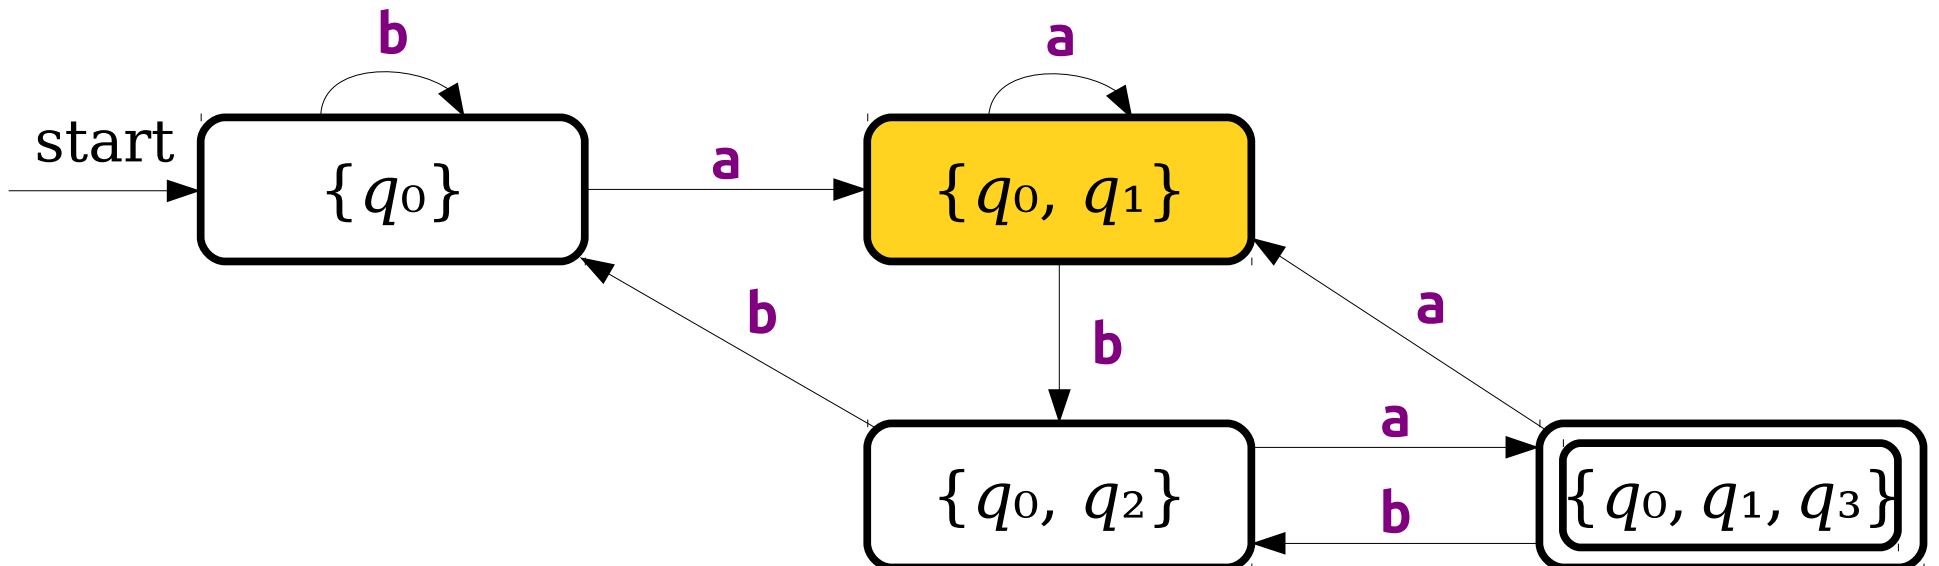 b
a
start
a
{q₀}
{q₀, q₁}
b
a
b
a
{q₀, q₂}
{q₀, q₁, q₃}
b